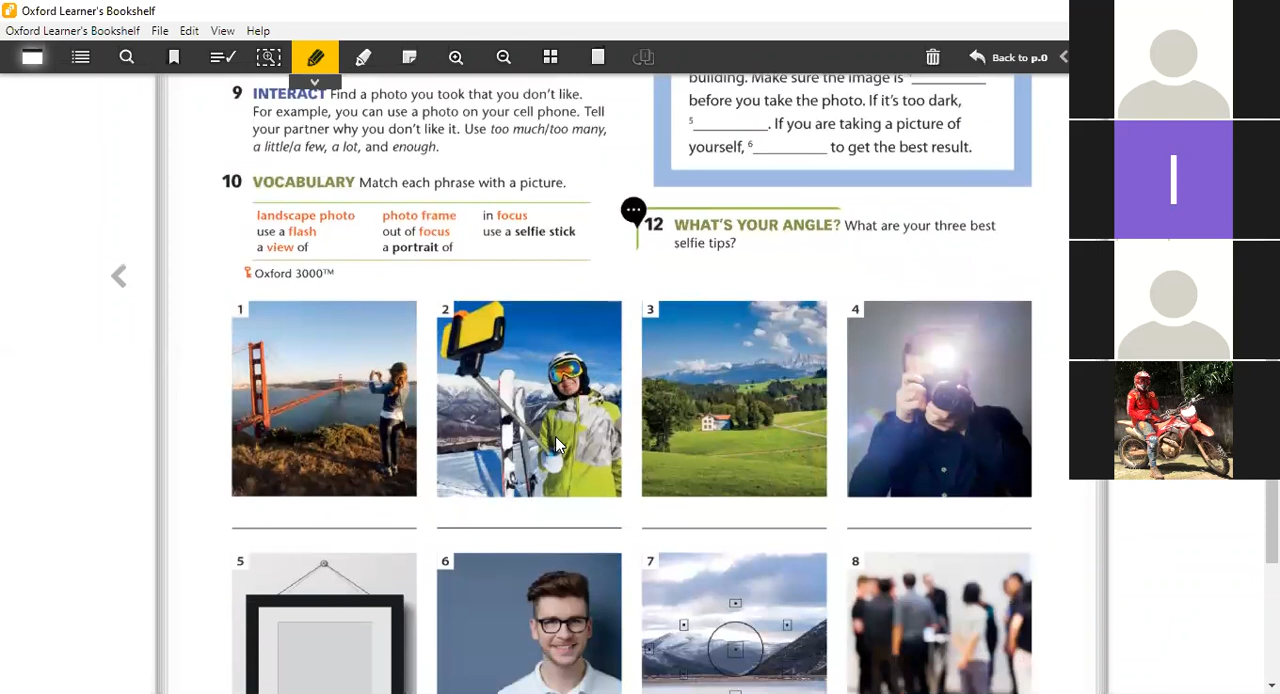 Oxford Learner's Bookshelf
Oxford Learner's Bookshelf File Edit View Help
Back to p.0
9 INTERACT Find a photo you took that you don't like.
For example, you can use a photo on your cell phone. Tell
your partner why you don't like it. Use too much/too many,
a little/a few, a lot, and enough.
10 VOCABULARY Match each phrase with a picture.
landscape photo photo frame in focus
use a flash out of focus use a selfie stick
a view of a portrait of
Oxford 3000™
building. Make sure the image is
before you take the photo. If it's too dark,
5 __________. If you are taking a picture of
yourself, 6 __________ to get the best result.
12 WHAT'S YOUR ANGLE? What are your three best
selfie tips?
1 2 3 4
5 6 7 8
I